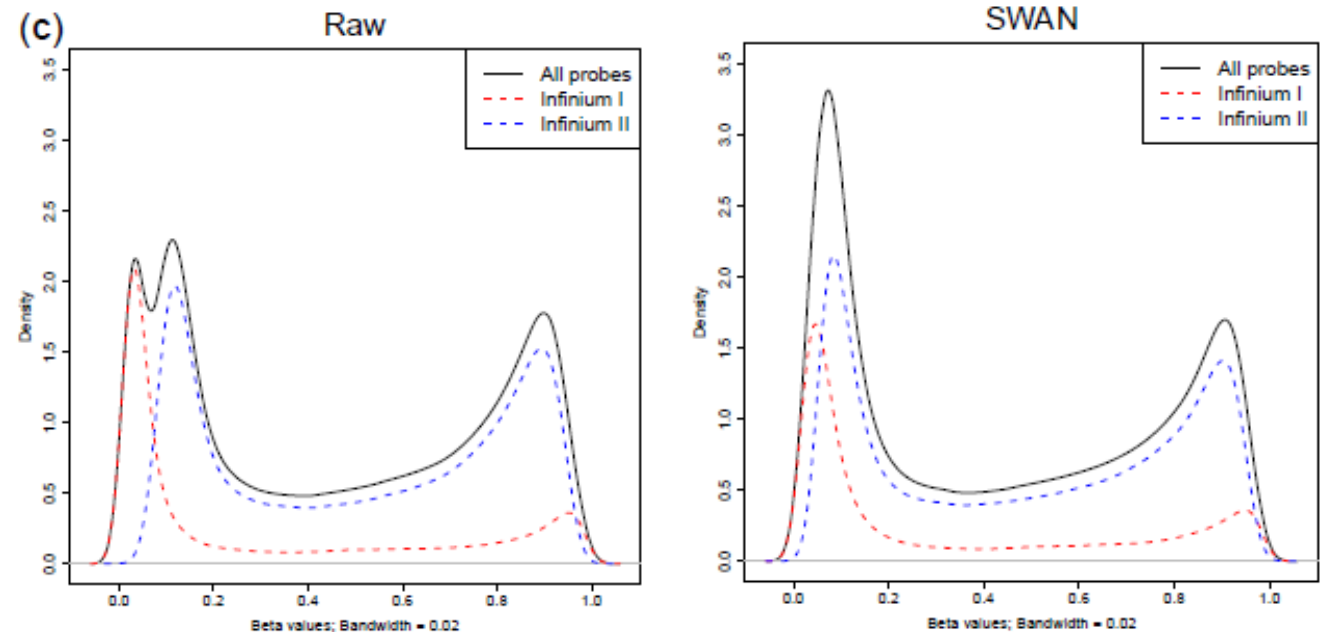 (c)
Raw
All probes
Infinium I
Infinium II
3.5
3.0
2.5
2.0
1.5
1.0
0.5
0.0
Density
0.0 0.2 0.4 0.6 0.8 1.0
Beta values; Bandwidth = 0.02
SWAN
All probes
Infinium I
Infinium II
3.5
3.0
2.5
2.0
1.5
1.0
0.5
0.0
Density
0.0 0.2 0.4 0.6 0.8 1.0
Beta values; Bandwidth = 0.02